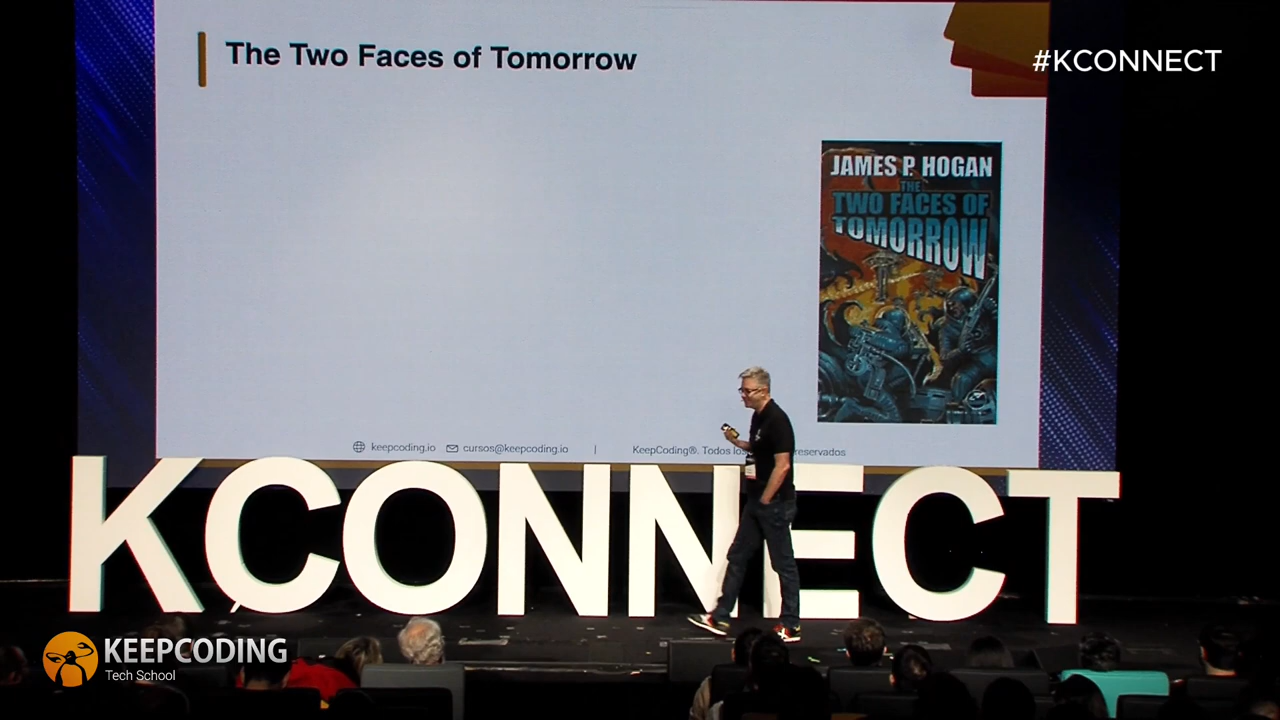 The Two Faces of Tomorrow
#KCONNECT
JAMES P. HOGAN
THE
TWO FACES OF
TOMORROW
keepcoding.io
cursos@keepcoding.io
|
KeepCoding®. Todos los
reservados
KCONNECT
KEEPCODING
Tech School